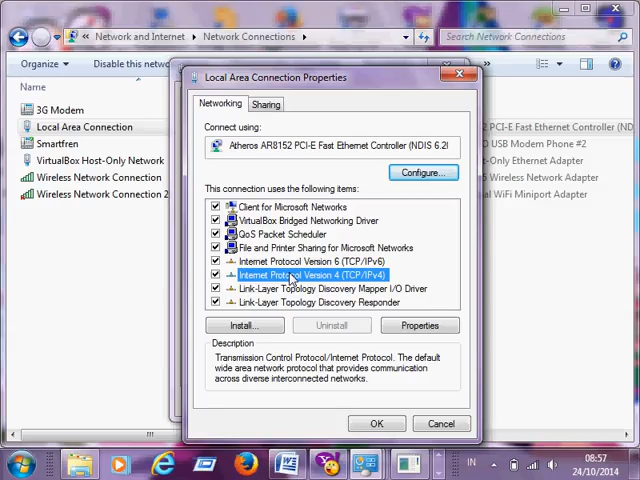 Network and Internet
Network Connections
Search Network Connections
Organize
Disable this netwo
Name
3G Modem
Local Area Connection
Smartfren
VirtualBox Host-Only Network
Wireless Network Connection
Wireless Network Connection 2
PCI-E Fast Ethernet Controller (N
USB Modem Phone #2
Ethernet Adapter
al WiFi Miniport Adapter
Local Area Connection Properties
Networking
Sharing
Connect using:
Atheros AR8152 PCI-E Fast Ethernet Controller (NDIS 6.2
Configure...
This connection uses the following items:
Client for Microsoft Networks
VirtualBox Bridged Networking Driver
QoS Packet Scheduler
File and Printer Sharing for Microsoft Networks
Internet Protocol Version 6 (TCP/IPv6)
Internet Protocol Version 4 (TCP/IPv4)
Link-Layer Topology Discovery Mapper I/O Driver
Link-Layer Topology Discovery Responder
Install...
Uninstall
Properties
Description
Transmission Control Protocol/Internet Protocol. The default
wide area network protocol that provides communication
across diverse interconnected networks.
OK
Cancel
IN
08:57
24/10/2014